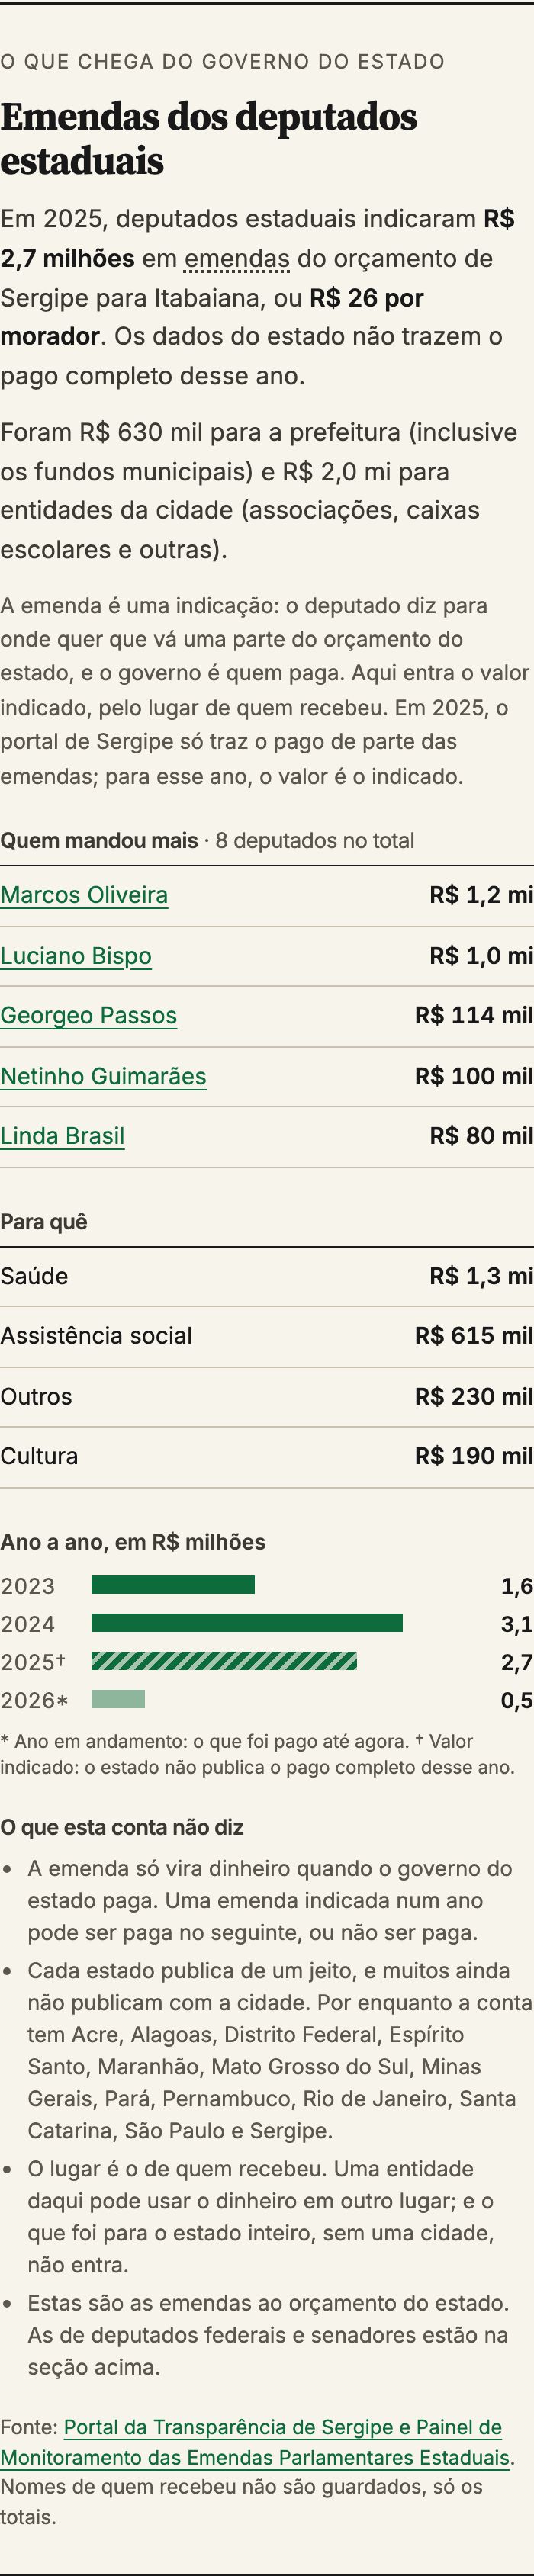 O QUE CHEGA DO GOVERNO DO ESTADO
Emendas dos deputados
estaduais
Em 2025, deputados estaduais indicaram R$
2,7 milhões em emendas do orçamento de
Sergipe para Itabaiana, ou R$ 26 por
morador. Os dados do estado não trazem o
pago completo desse ano.
Foram R$ 630 mil para a prefeitura (inclusive
os fundos municipais) e R$ 2,0 mi para
entidades da cidade (associações, caixas
escolares e outras).
A emenda é uma indicação: o deputado diz para
onde quer que vá uma parte do orçamento do
estado, e o governo é quem paga. Aqui entra o valor
indicado, pelo lugar de quem recebeu. Em 2025, o
portal de Sergipe só traz o pago de parte das
emendas; para esse ano, o valor é o indicado.
Quem mandou mais · 8 deputados no total
Marcos Oliveira R$ 1,2 mi
Luciano Bispo R$ 1,0 mi
Georgeo Passos R$ 114 mil
Netinho Guimarães R$ 100 mil
Linda Brasil R$ 80 mil
Para quê
Saúde R$ 1,3 mi
Assistência social R$ 615 mil
Outros R$ 230 mil
Cultura R$ 190 mil
Ano a ano, em R$ milhões
2023 1,6
2024 3,1
2025† 2,7
2026* 0,5
* Ano em andamento: o que foi pago até agora. † Valor
indicado: o estado não publica o pago completo desse ano.
O que esta conta não diz
• A emenda só vira dinheiro quando o governo do
estado paga. Uma emenda indicada num ano
pode ser paga no seguinte, ou não ser paga.
• Cada estado publica de um jeito, e muitos ainda
não publicam com a cidade. Por enquanto a conta
tem Acre, Alagoas, Distrito Federal, Espírito
Santo, Maranhão, Mato Grosso do Sul, Minas
Gerais, Pará, Pernambuco, Rio de Janeiro, Santa
Catarina, São Paulo e Sergipe.
• O lugar é o de quem recebeu. Uma entidade
daqui pode usar o dinheiro em outro lugar; e o
que foi para o estado inteiro, sem uma cidade,
não entra.
• Estas são as emendas ao orçamento do estado.
As de deputados federais e senadores estão na
seção acima.
Fonte: Portal da Transparência de Sergipe e Painel de
Monitoramento das Emendas Parlamentares Estaduais.
Nomes de quem recebeu não são guardados, só os
totais.